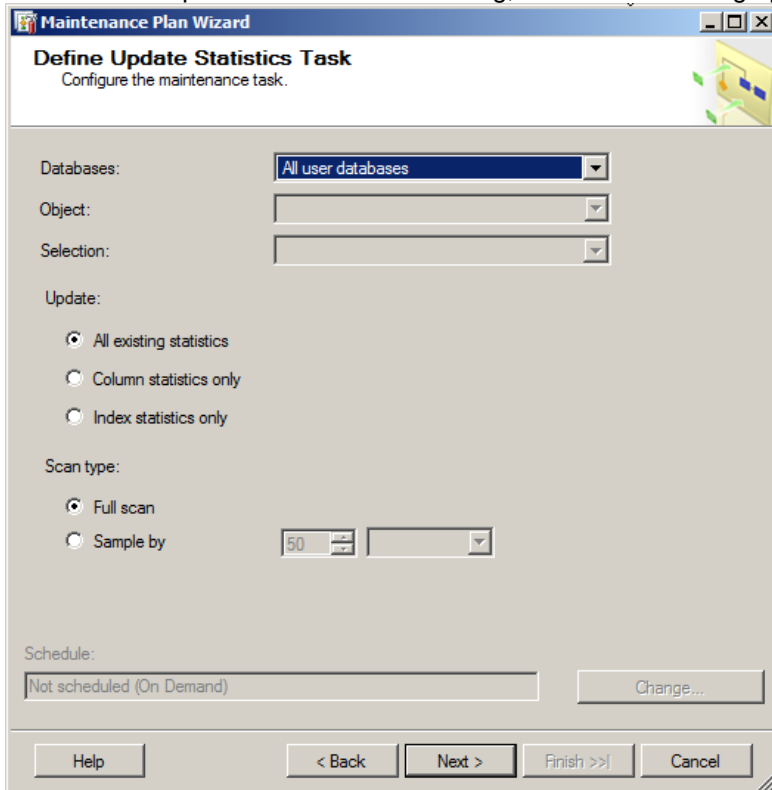 Maintenance Plan Wizard
Define Update Statistics Task
Configure the maintenance task.
Databases: All user databases
Object:
Selection:
Update:
All existing statistics
Column statistics only
Index statistics only
Scan type:
Full scan
Sample by 50
Schedule:
Not scheduled (On Demand) Change...
Help < Back Next > Finish >>| Cancel